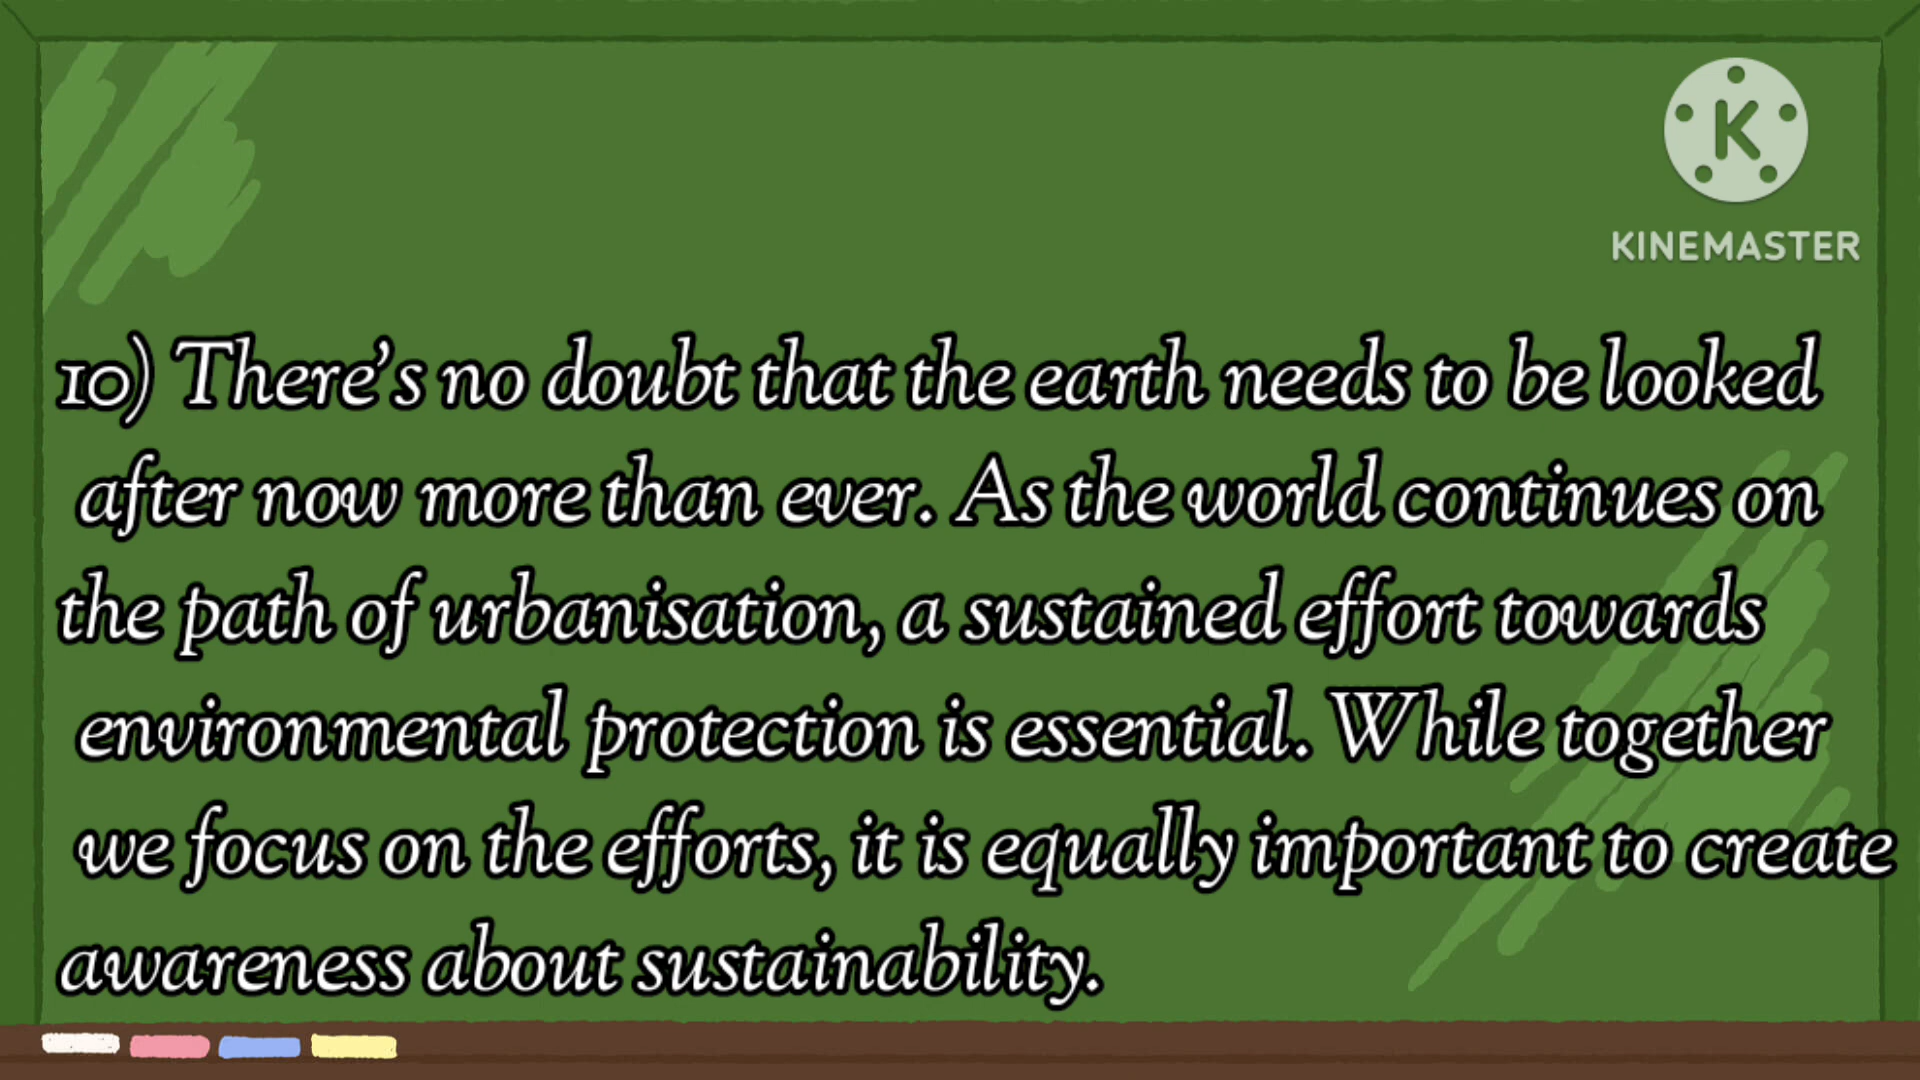 K
KINEMASTER
10) There's no doubt that the earth needs to be looked
after now more than ever. As the world continues on
the path of urbanisation, a sustained effort towards
environmental protection is essential. While together
we focus on the efforts, it is equally important to create
awareness about sustainability.